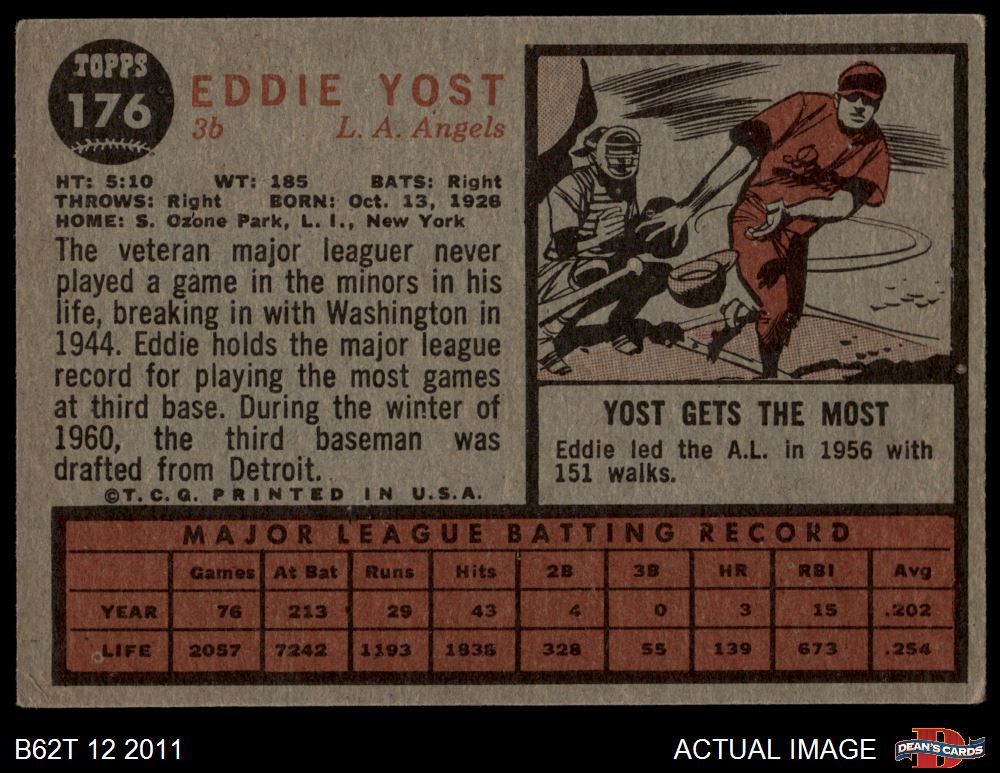 TOPPS
176
EDDIE YOST
3b L. A. Angels
HT: 5:10 WT: 185 BATS: Right
THROWS: Right BORN: Oct. 13, 1926
HOME: S. Ozone Park, L. I., New York
The veteran major leaguer never
played a game in the minors in his
life, breaking in with Washington in
1944. Eddie holds the major league
record for playing the most games
at third base. During the winter of
1960, the third baseman was
drafted from Detroit.
©T. C. G. PRINTED IN U.S.A.
YOST GETS THE MOST
Eddie led the A.L. in 1956 with
151 walks.
MAJOR LEAGUE BATTING RECORD
Games At Bat Runs Hits 2B 3B HR RBI Avg
YEAR 76 213 29 43 4 0 3 15 .202
LIFE 2057 7242 1193 1836 328 55 139 673 .254
B62T 12 2011 ACTUAL IMAGE
D
DEAN'S CARDS